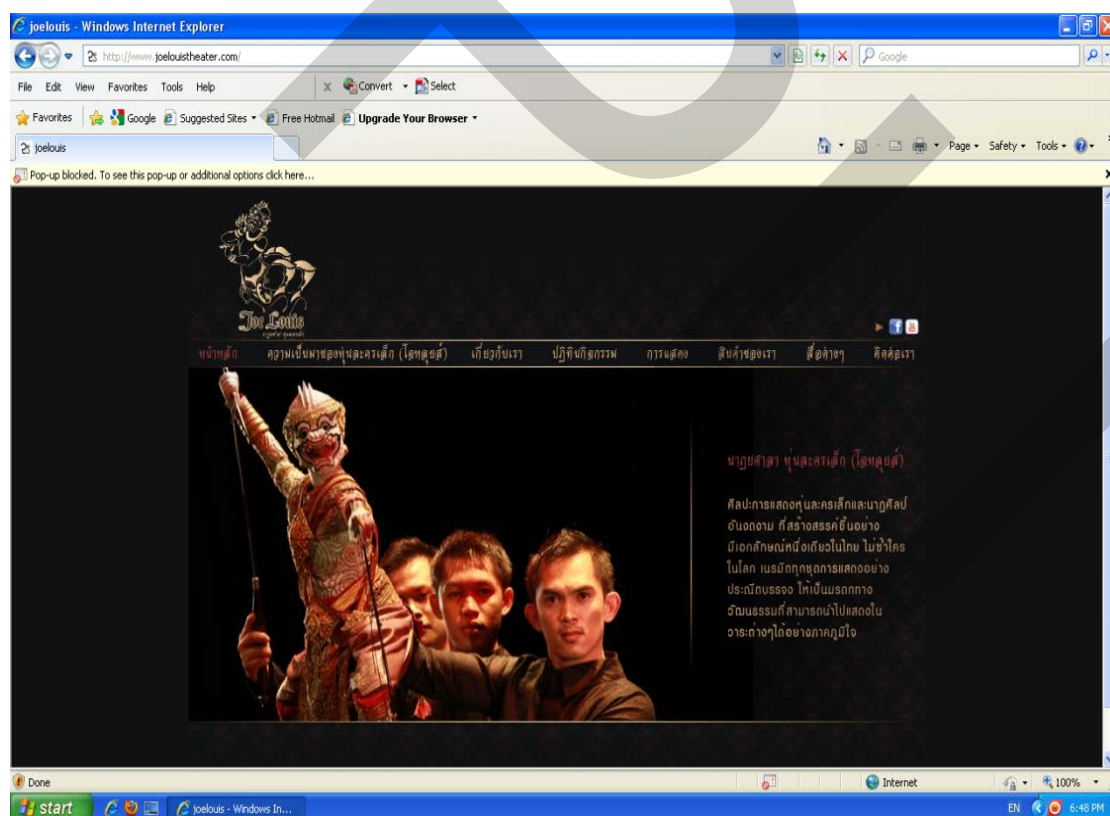 joelouis - Windows Internet Explorer
http://www.joelouistheater.com/
Google
File Edit View Favorites Tools Help
x Convert Select
Favorites Google Suggested Sites Free Hotmail Upgrade Your Browser
joelouis
Page Safety Tools
Pop-up blocked. To see this pop-up or additional options click here...
Joe Louis
หน้าหลัก ความเป็นมาของหุ่นละครเล็ก (โจหลุยส์) เกี่ยวกับเรา ปฏิทินกิจกรรม การแสดง สินค้าของเรา สื่อต่างๆ ติดต่อเรา
นาฏยศาลา หุ่นละครเล็ก (โจหลุยส์)
ศิลปะการแสดงหุ่นละครเล็กและนาฏศิลป์
อันงดงาม ที่สร้างสรรค์ขึ้นอย่าง
มีเอกลักษณ์หนึ่งเดียวในไทย ไม่ซ้ำใคร
ในโลก เนรมิตทุกชุดการแสดงอย่าง
ประณีตบรรจง ให้เป็นมรดกทาง
วัฒนธรรมที่สามารถนำไปแสดงใน
วาระต่างๆได้อย่างภาคภูมิใจ
Done
Internet
100%
start
joelouis - Windows In...
EN
6:48 PM